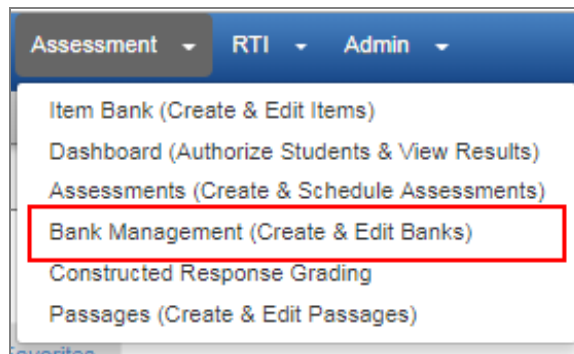 Assessment RTI Admin
Item Bank (Create & Edit Items)
Dashboard (Authorize Students & View Results)
Assessments (Create & Schedule Assessments)
Bank Management (Create & Edit Banks)
Constructed Response Grading
Passages (Create & Edit Passages)